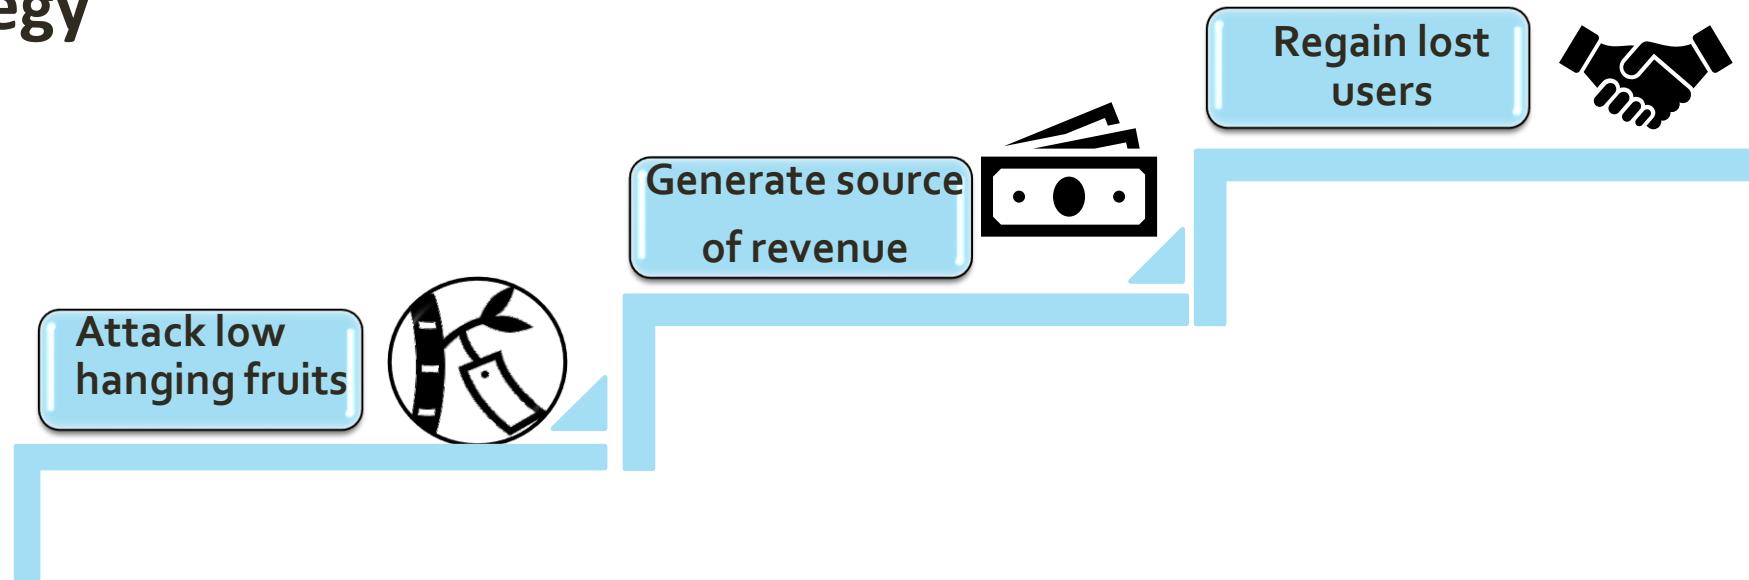 egy
Regain lost
users
Generate source
of revenue
Attack low
hanging fruits